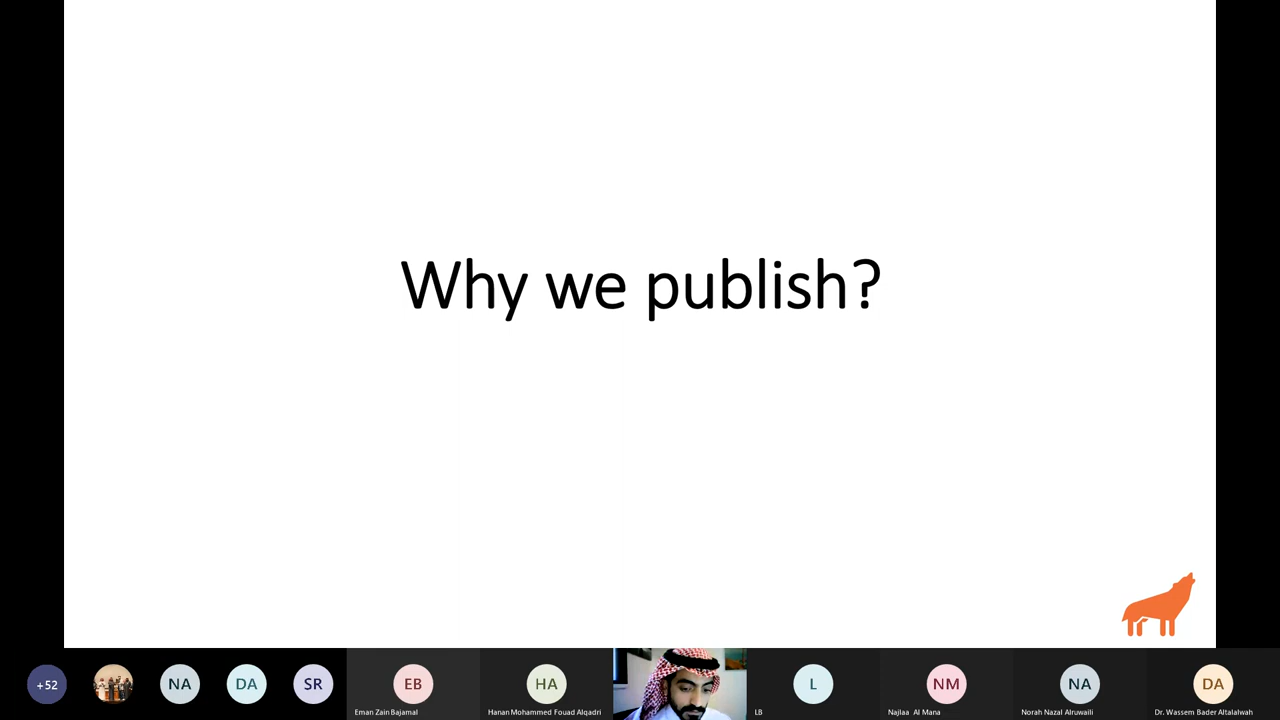 Why we publish?
+52
NA
DA
SR
EB
Eman Zain Bajamal
HA
Hanan Mohammed Fouad Alqadri
L
LB
NM
Najlaa Al Mana
NA
Norah Nazal Alruwaili
DA
Dr. Wassem Bader Altalalwah